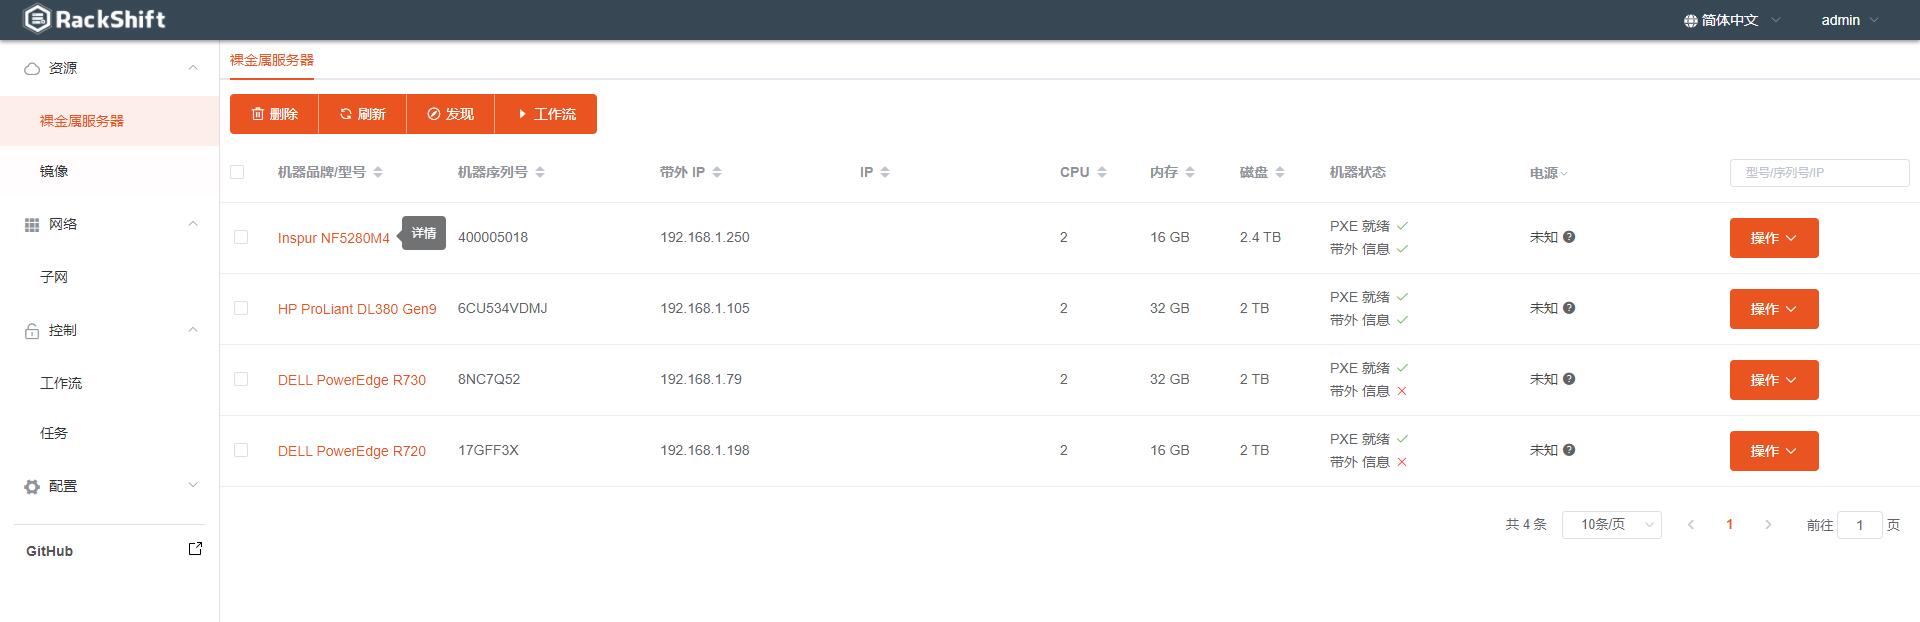 RackShift 简体中文 admin
资源
裸金属服务器
镜像
网络
子网
控制
工作流
任务
配置
GitHub
裸金属服务器
删除 刷新 发现 工作流
机器品牌/型号 机器序列号 带外 IP IP CPU 内存 磁盘 机器状态 电源 型号/序列号/IP
Inspur NF5280M4 详情 400005018 192.168.1.250 2 16 GB 2.4 TB PXE 就绪 未知 操作
带外 信息
HP ProLiant DL380 Gen9 6CU534VDMJ 192.168.1.105 2 32 GB 2 TB PXE 就绪 未知 操作
带外 信息
DELL PowerEdge R730 8NC7Q52 192.168.1.79 2 32 GB 2 TB PXE 就绪 未知 操作
带外 信息
DELL PowerEdge R720 17GFF3X 192.168.1.198 2 16 GB 2 TB PXE 就绪 未知 操作
带外 信息
共 4 条 10条/页 1 前往 1 页